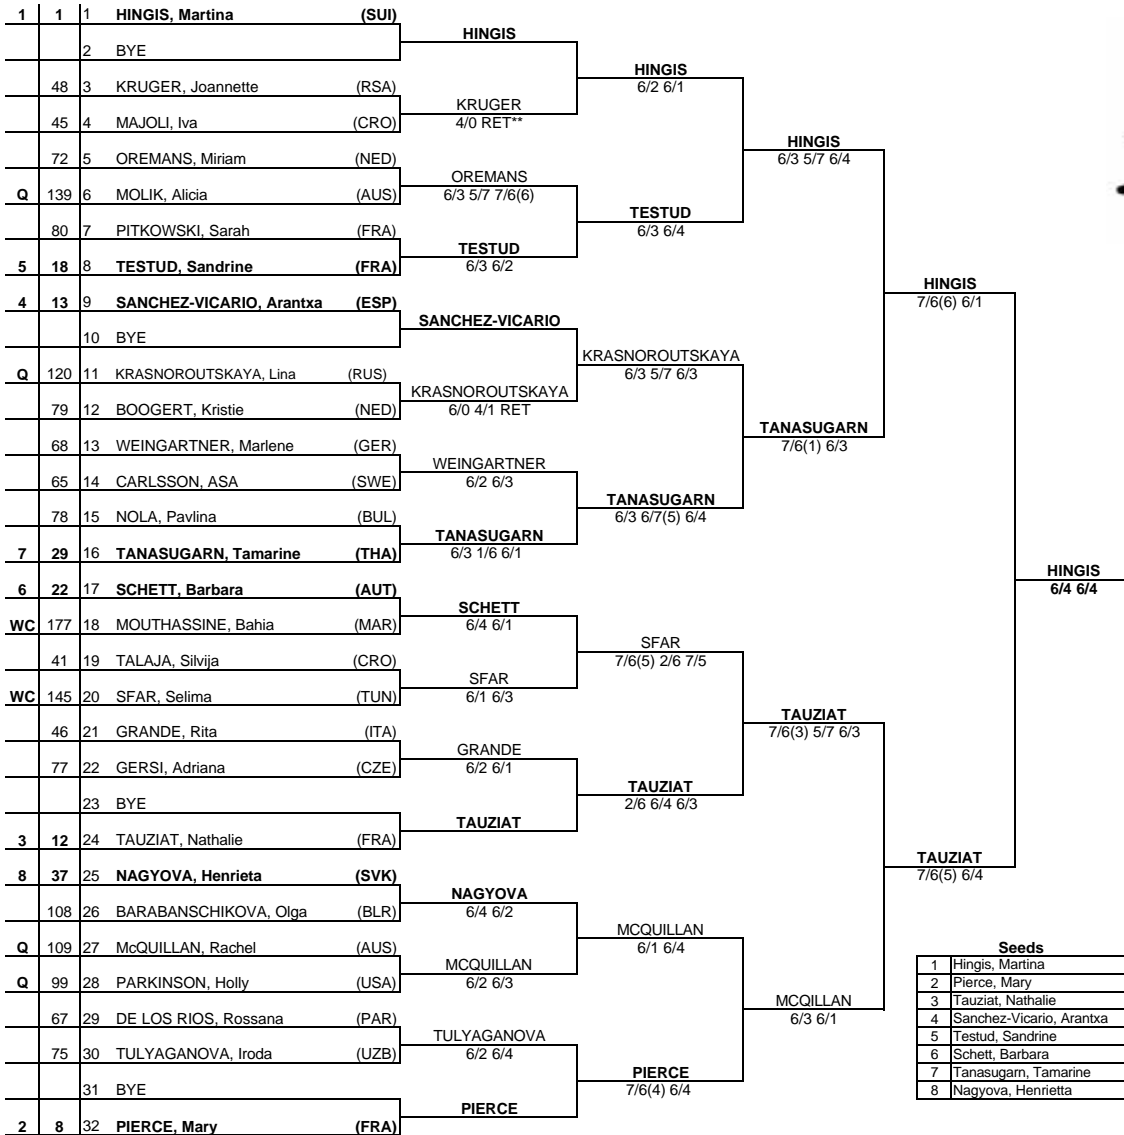 1 1 1 HINGIS, Martina (SUI)
HINGIS
2 BYE
HINGIS
6/2 6/1
48 3 KRUGER, Joannette (RSA)
KRUGER
4/0 RET**
45 4 MAJOLI, Iva (CRO)
HINGIS
6/3 5/7 6/4
72 5 OREMANS, Miriam (NED)
OREMANS
6/3 5/7 7/6(6)
Q 139 6 MOLIK, Alicia (AUS)
TESTUD
6/3 6/4
80 7 PITKOWSKI, Sarah (FRA)
TESTUD
6/3 6/2
5 18 8 TESTUD, Sandrine (FRA)
HINGIS
7/6(6) 6/1
4 13 9 SANCHEZ-VICARIO, Arantxa (ESP)
SANCHEZ-VICARIO
10 BYE
KRASNOROUTSKAYA
6/3 5/7 6/3
Q 120 11 KRASNOROUTSKAYA, Lina (RUS)
KRASNOROUTSKAYA
6/0 4/1 RET
79 12 BOOGERT, Kristie (NED)
TANASUGARN
7/6(1) 6/3
68 13 WEINGARTNER, Marlene (GER)
WEINGARTNER
6/2 6/3
65 14 CARLSSON, ASA (SWE)
TANASUGARN
6/3 6/7(5) 6/4
78 15 NOLA, Pavlina (BUL)
TANASUGARN
6/3 1/6 6/1
7 29 16 TANASUGARN, Tamarine (THA)
HINGIS
6/4 6/4
6 22 17 SCHETT, Barbara (AUT)
SCHETT
6/4 6/1
WC 177 18 MOUTHASSINE, Bahia (MAR)
SFAR
7/6(5) 2/6 7/5
41 19 TALAJA, Silvija (CRO)
SFAR
6/1 6/3
WC 145 20 SFAR, Selima (TUN)
TAUZIAT
7/6(3) 5/7 6/3
46 21 GRANDE, Rita (ITA)
GRANDE
6/2 6/1
77 22 GERSI, Adriana (CZE)
TAUZIAT
2/6 6/4 6/3
23 BYE
TAUZIAT
3 12 24 TAUZIAT, Nathalie (FRA)
TAUZIAT
7/6(5) 6/4
8 37 25 NAGYOVA, Henrieta (SVK)
NAGYOVA
6/4 6/2
108 26 BARABANSCHIKOVA, Olga (BLR)
MCQUILLAN
6/1 6/4
Q 109 27 McQUILLAN, Rachel (AUS)
MCQUILLAN
6/2 6/3
Q 99 28 PARKINSON, Holly (USA)
MCQILLAN
6/3 6/1
67 29 DE LOS RIOS, Rossana (PAR)
TULYAGANOVA
6/2 6/4
75 30 TULYAGANOVA, Iroda (UZB)
PIERCE
7/6(4) 6/4
31 BYE
PIERCE
2 8 32 PIERCE, Mary (FRA)
Seeds
1 Hingis, Martina
2 Pierce, Mary
3 Tauziat, Nathalie
4 Sanchez-Vicario, Arantxa
5 Testud, Sandrine
6 Schett, Barbara
7 Tanasugarn, Tamarine
8 Nagyova, Henrietta